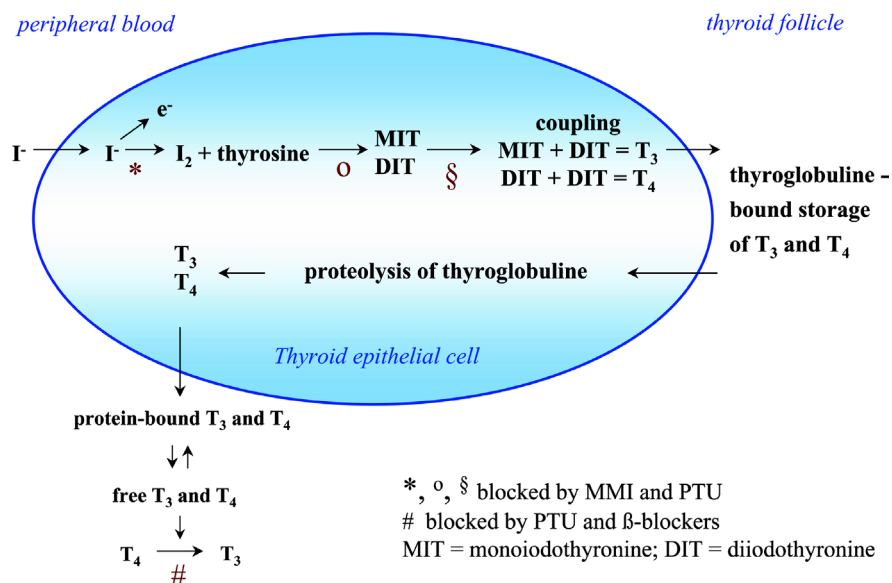 peripheral blood
thyroid follicle
e-
I- I- * I2 + thyrosine o MIT DIT § coupling
MIT + DIT = T3
DIT + DIT = T4
thyroglobuline –
bound storage
of T3 and T4
T3
T4
proteolysis of thyroglobuline
Thyroid epithelial cell
protein-bound T3 and T4
free T3 and T4
T4 T3
#
*, o, § blocked by MMI and PTU
# blocked by PTU and ß-blockers
MIT = monoiodothyronine; DIT = diiodothyronine